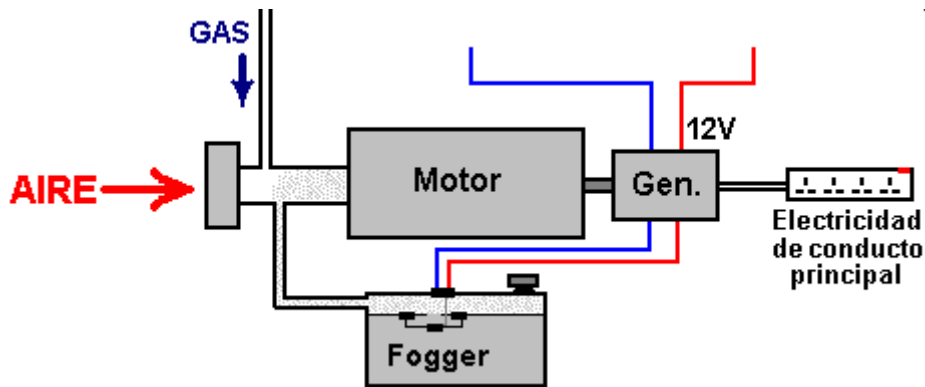 GAS
12V
Motor
Gen.
AIRE
Electricidad
de conducto
principal
Fogger